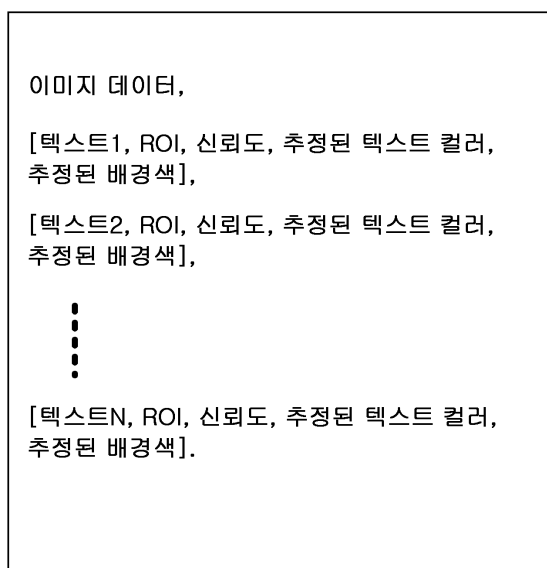 이미지 데이터,
[텍스트1, ROI, 신뢰도, 추정된 텍스트 컬러,
추정된 배경색],
[텍스트2, ROI, 신뢰도, 추정된 텍스트 컬러,
추정된 배경색],
[텍스트N, ROI, 신뢰도, 추정된 텍스트 컬러,
추정된 배경색].